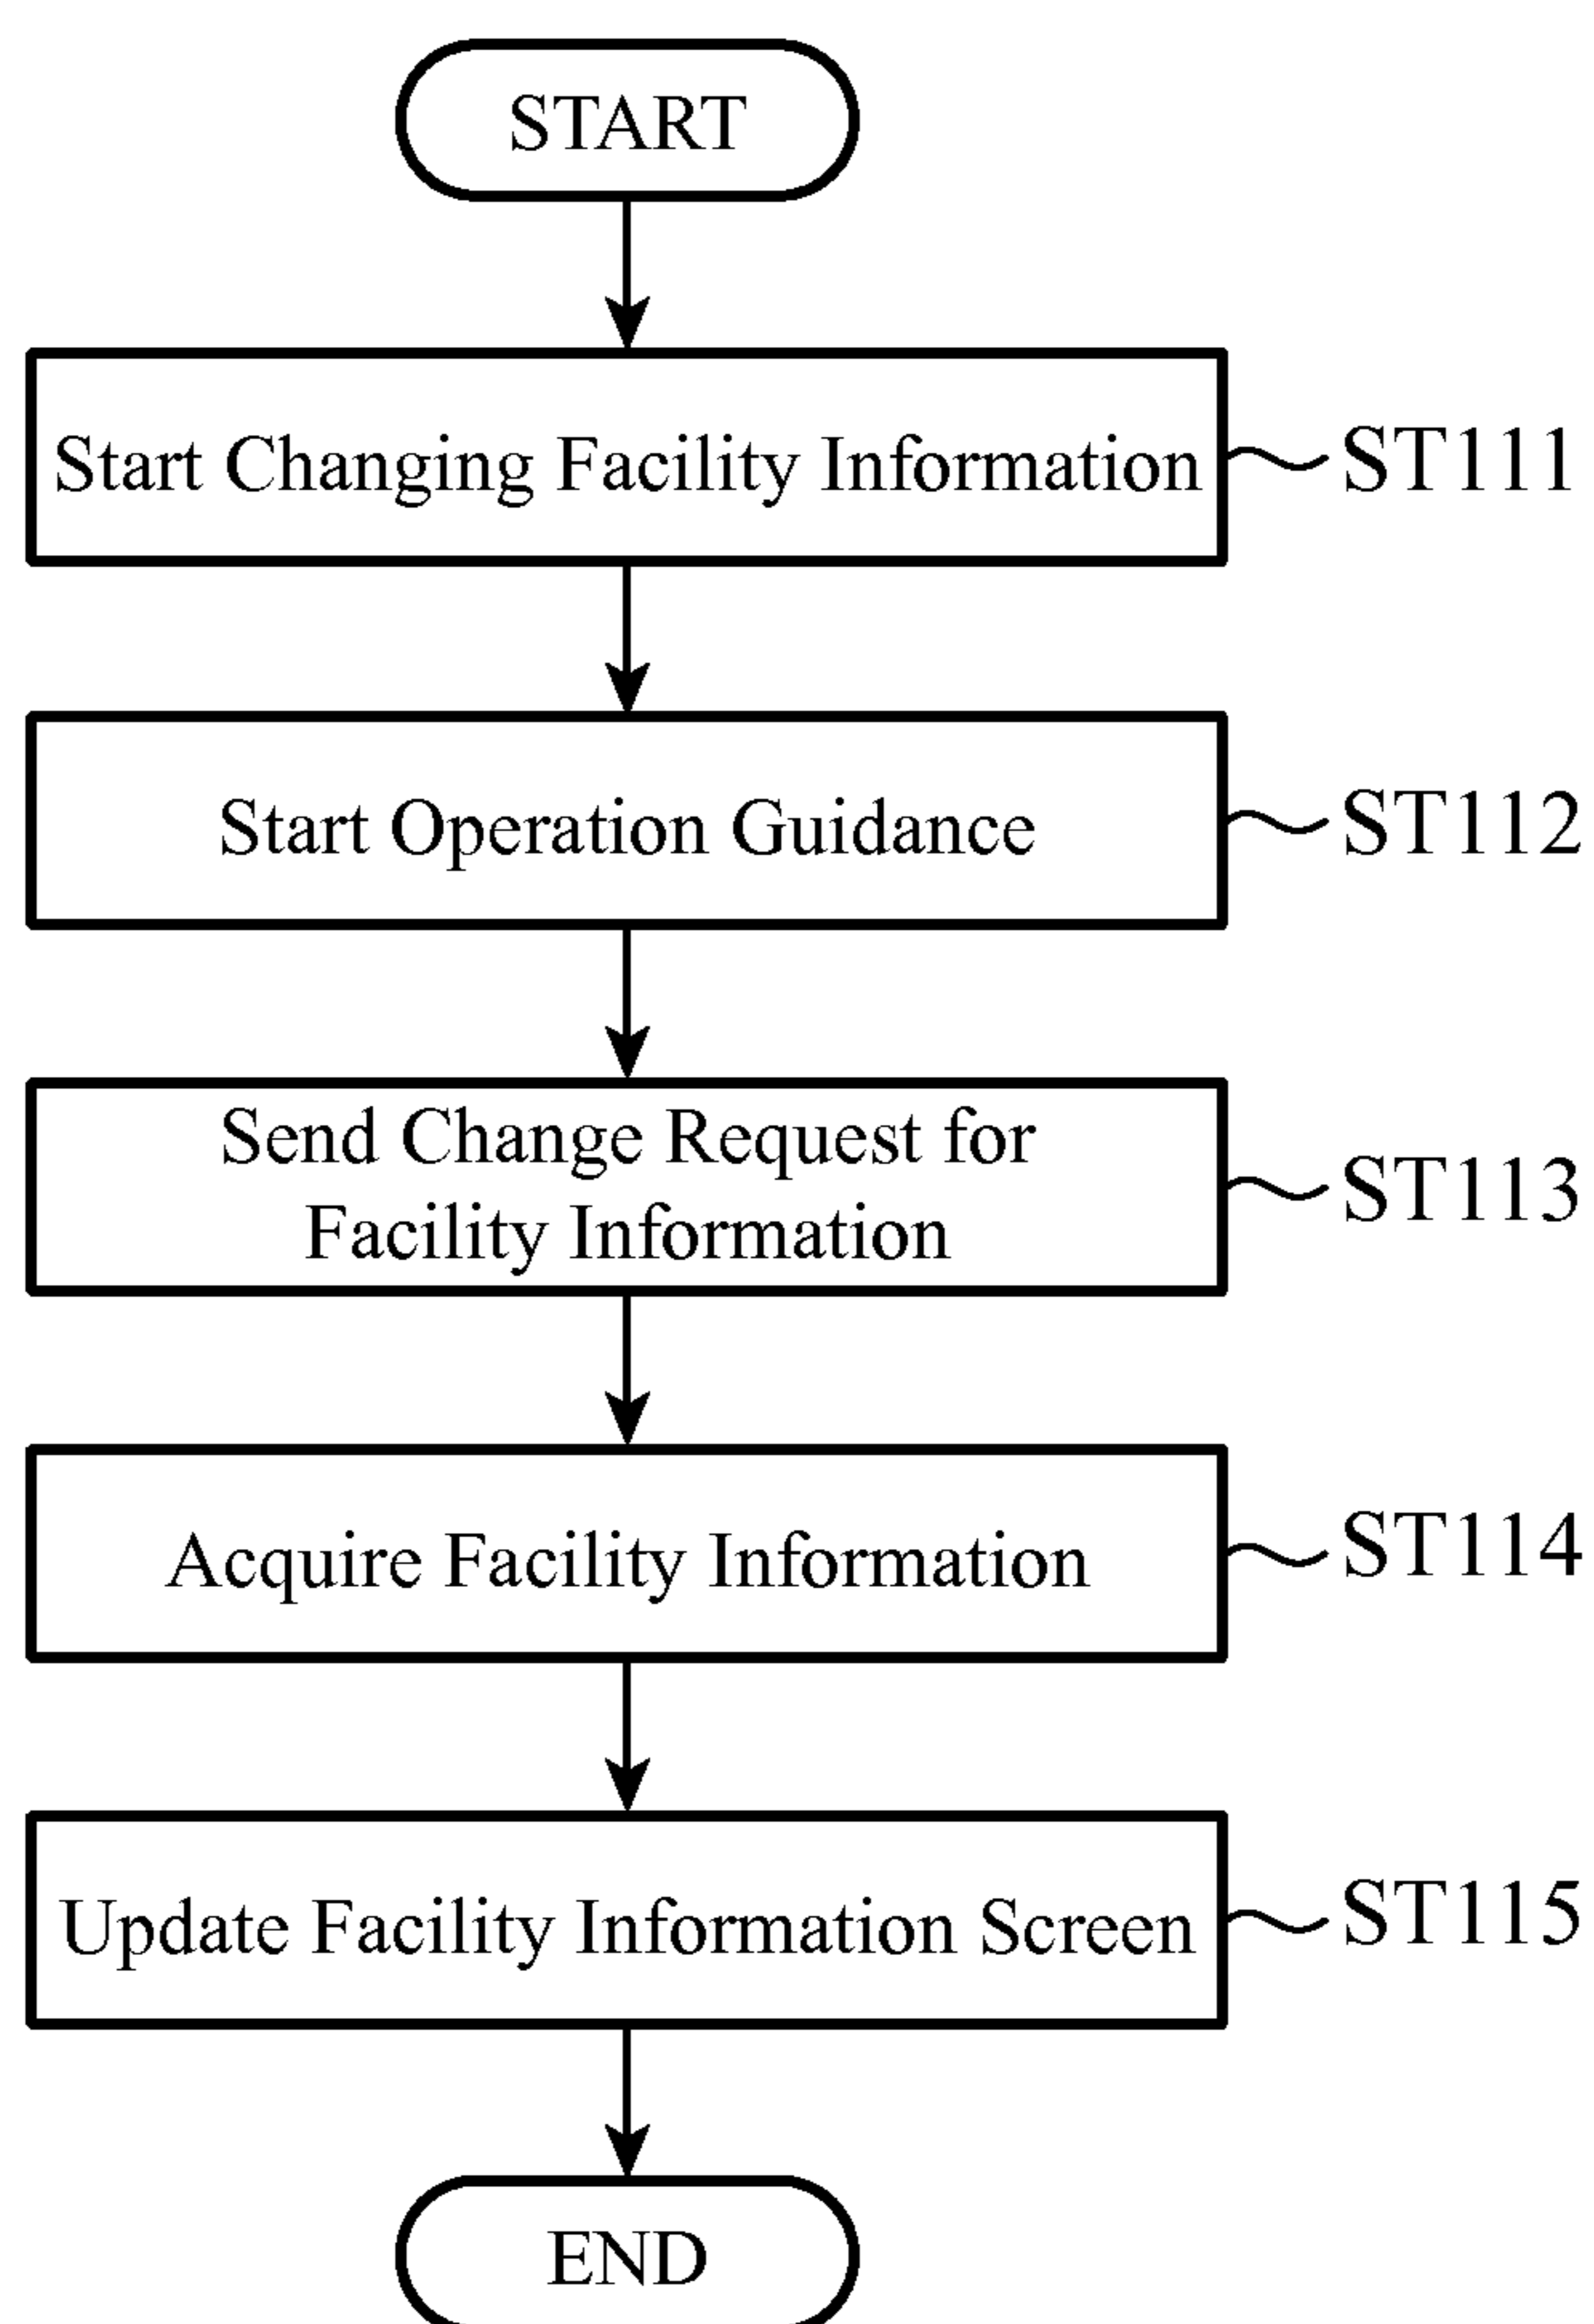 START
Start Changing Facility Information
ST111
Start Operation Guidance
ST112
Send Change Request for
Facility Information
ST113
Acquire Facility Information
ST114
Update Facility Information Screen
ST115
END